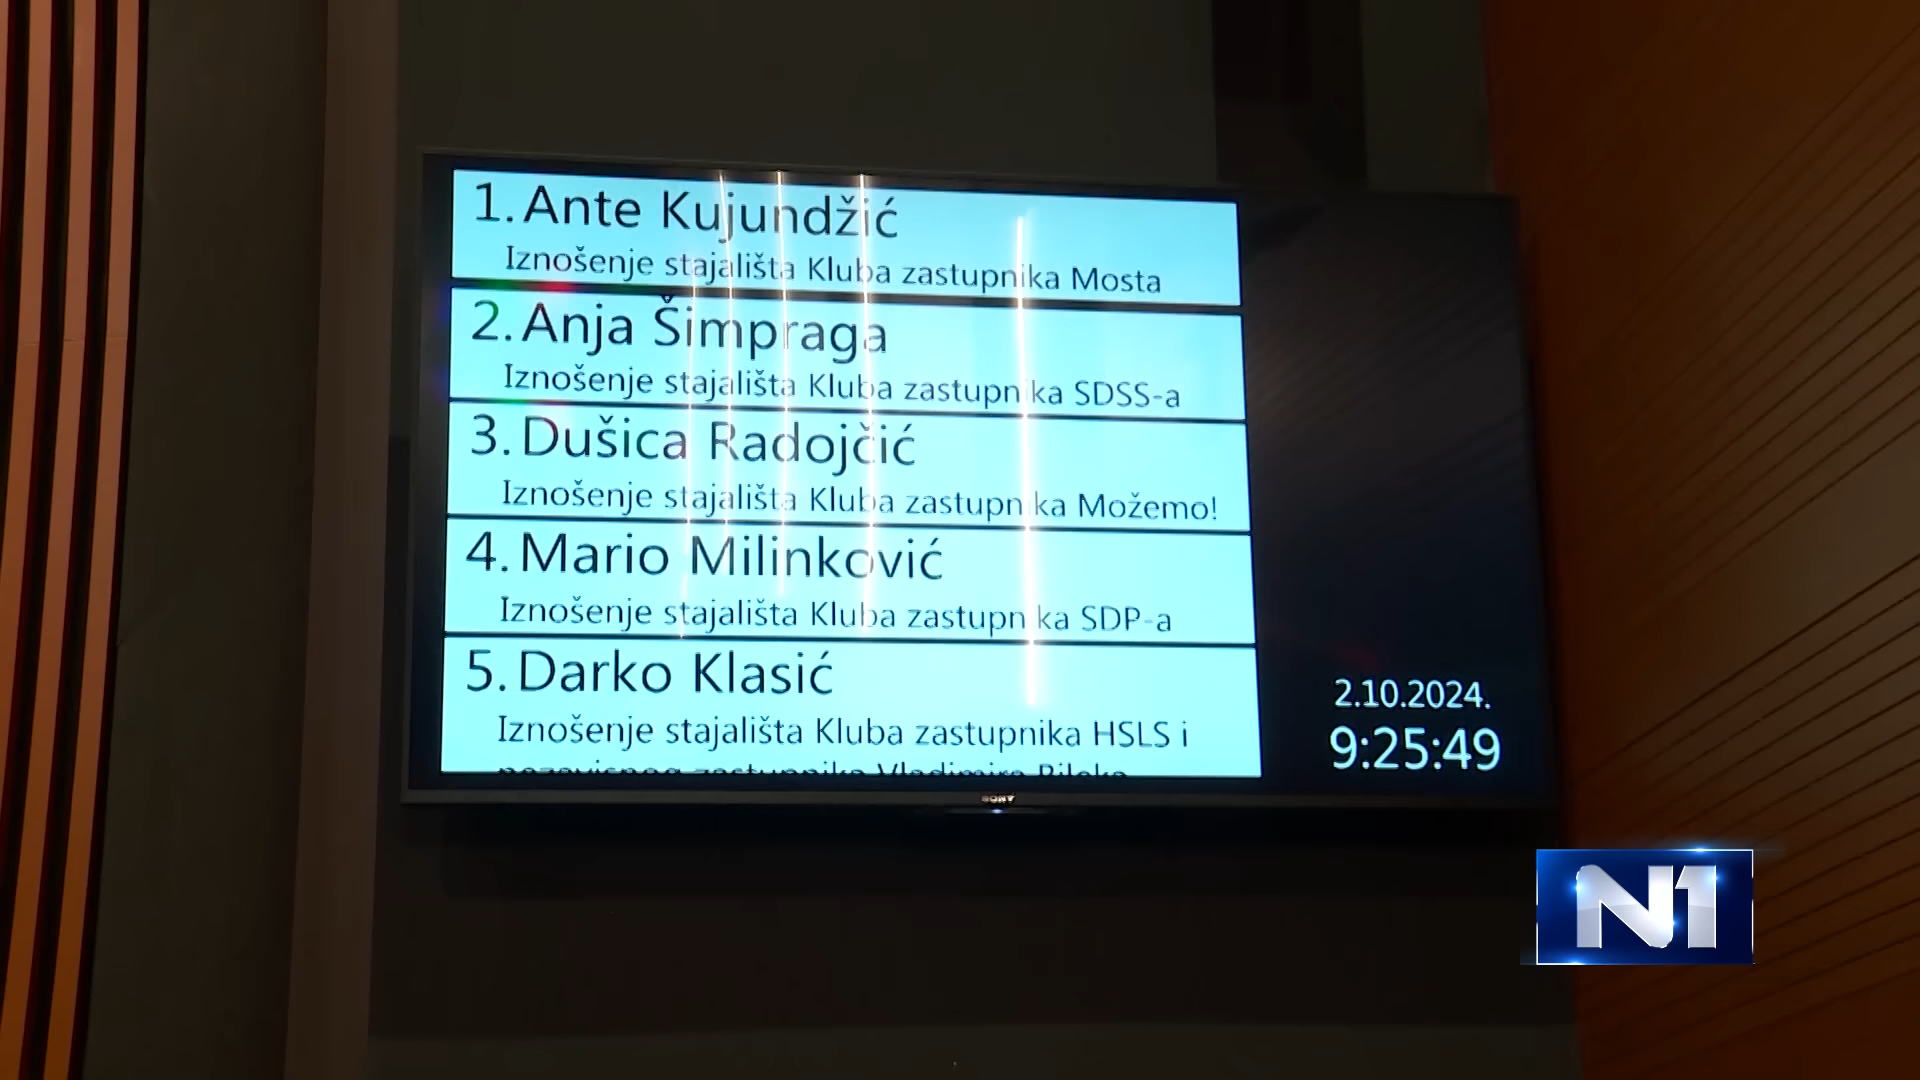 1. Ante Kujundžić
Iznošenje stajališta Kluba zastupnika Mosta
2. Anja Šimpraga
Iznošenje stajališta Kluba zastupnika SDSS-a
3. Dušica Radojčić
Iznošenje stajališta Kluba zastupnika Možemo!
4. Mario Milinković
Iznošenje stajališta Kluba zastupnika SDP-a
5. Darko Klasić
Iznošenje stajališta Kluba zastupnika HSLS i
2.10.2024.
9:25:49
SONY
N1